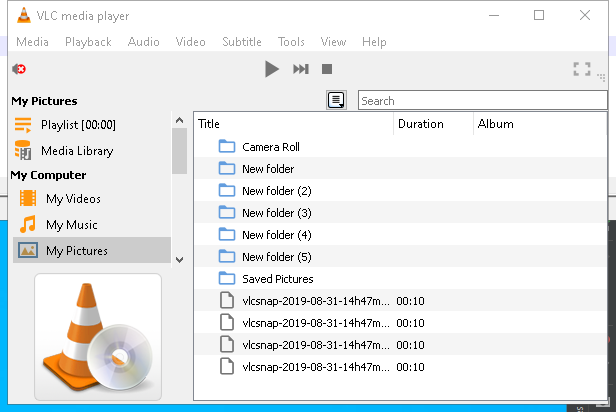 VLC media player
Media Playback Audio Video Subtitle Tools View Help
My Pictures
Search
Playlist [00:00]
Media Library
My Computer
My Videos
My Music
My Pictures
Title Duration Album
Camera Roll
New folder
New folder (2)
New folder (3)
New folder (4)
New folder (5)
Saved Pictures
vlcsnap-2019-08-31-14h47m... 00:10
vlcsnap-2019-08-31-14h47m... 00:10
vlcsnap-2019-08-31-14h47m... 00:10
vlcsnap-2019-08-31-14h47m... 00:10